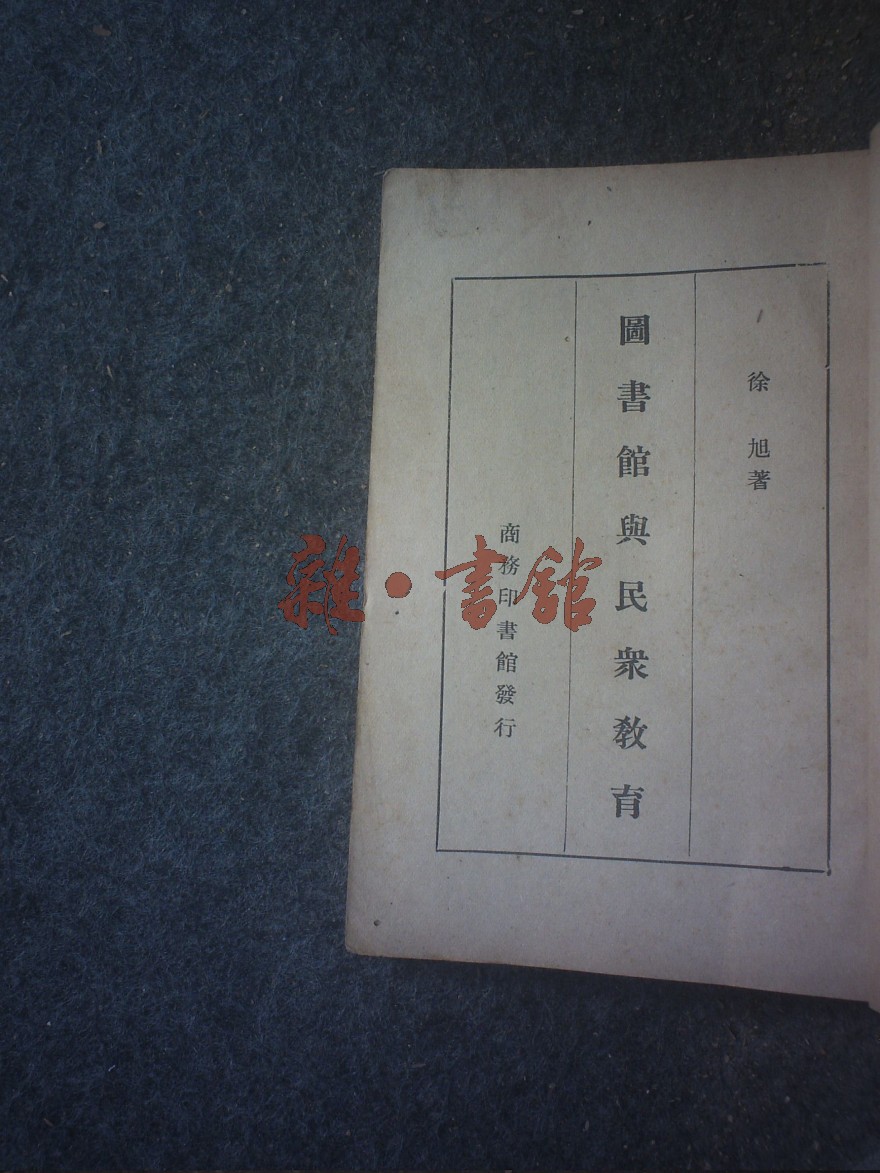 徐旭著
圖書館與民衆教育
商務印書館發行
雜·書館